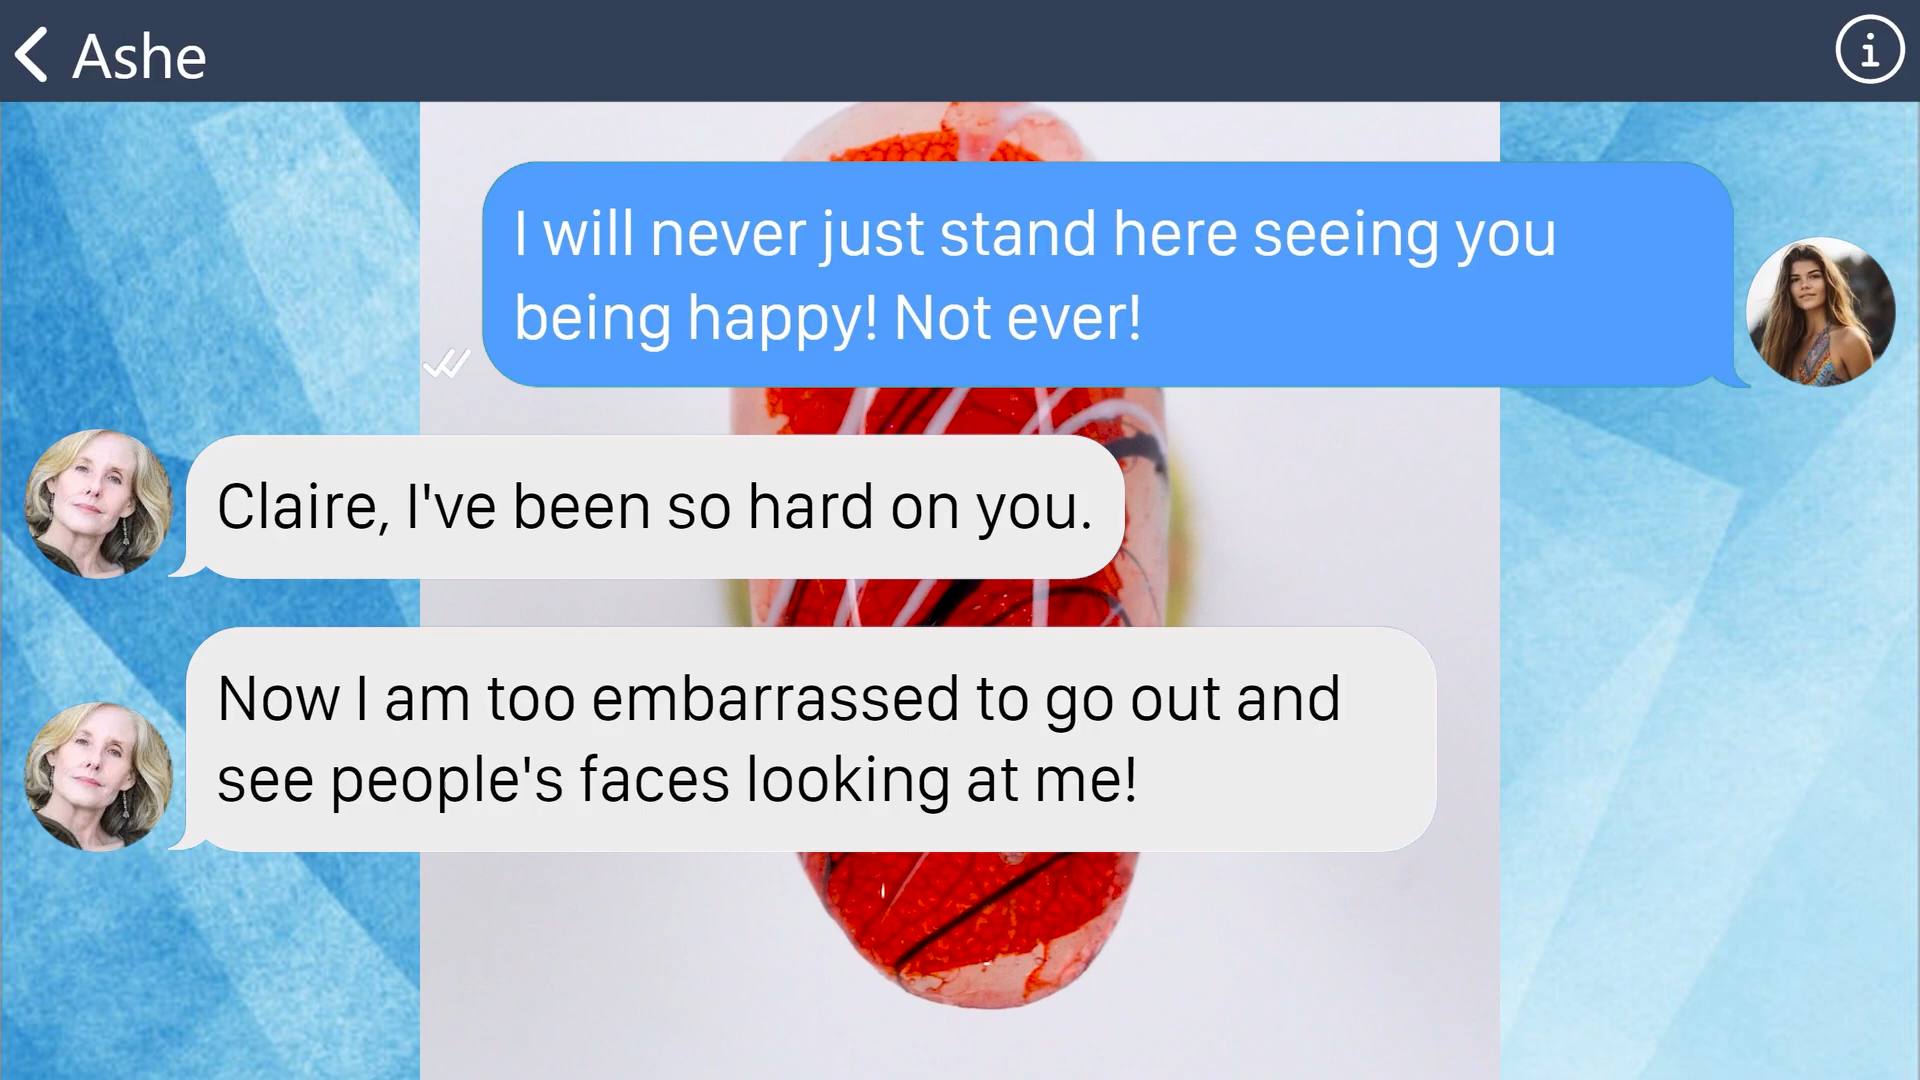 Ashe
I will never just stand here seeing you
being happy! Not ever!
Claire, I've been so hard on you.
Now I am too embarrassed to go out and
see people's faces looking at me!